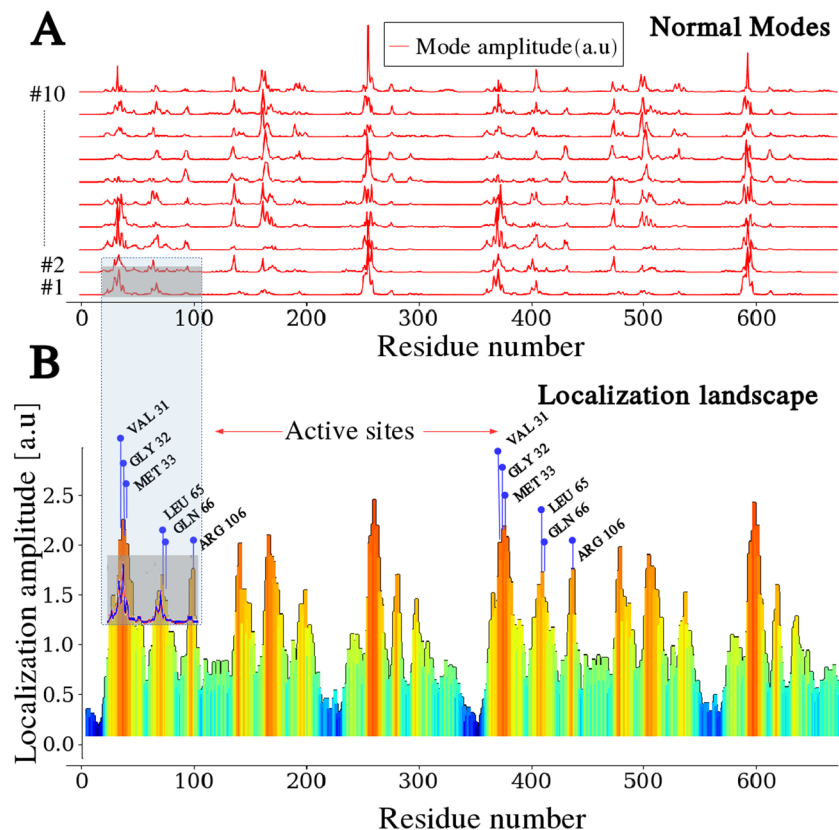 A
Mode amplitude(a.u)
Normal Modes
#10
#2
#1
0 100 200 300 400 500 600
Residue number
B
Localization landscape
Active sites
VAL 31
GLY 32
MET 33
LEU 65
GLN 66
ARG 106
VAL 31
GLY 32
MET 33
LEU 65
GLN 66
ARG 106
Localization amplitude [a.u]
2.5
2.0
1.5
1.0
0.5
0.0
0 100 200 300 400 500 600
Residue number